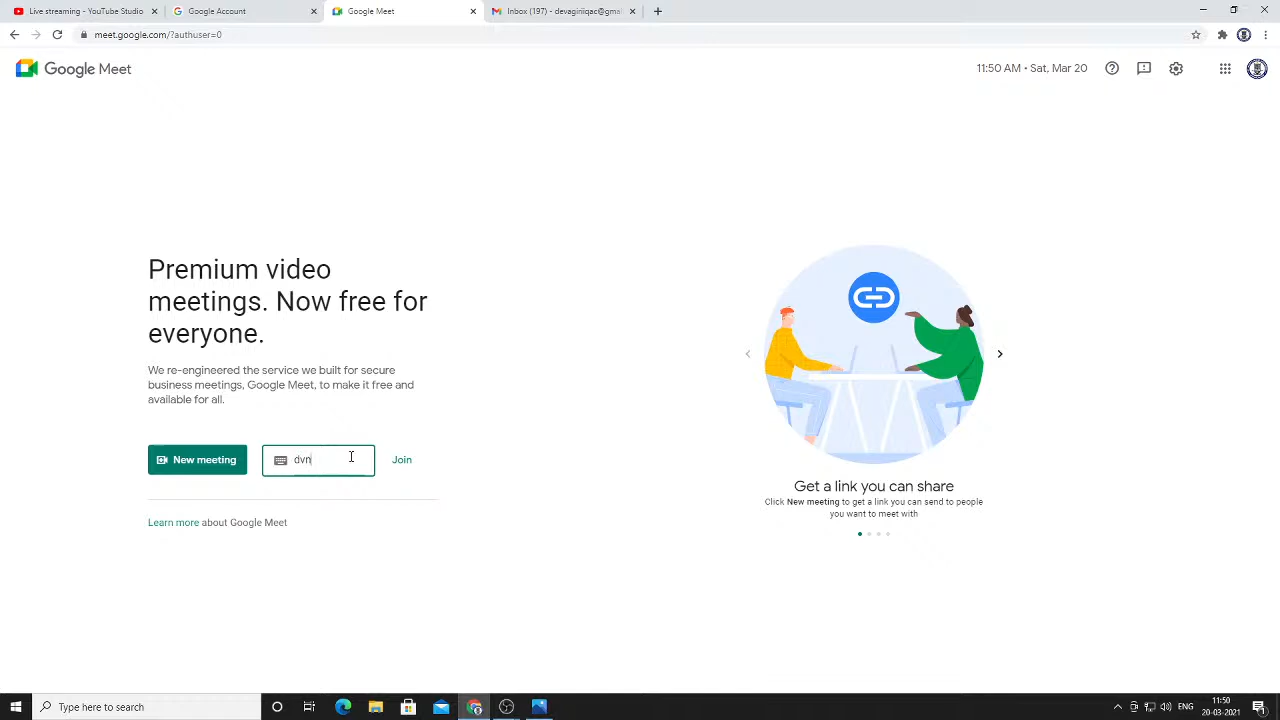 Live streaming - YouTube Studio
Google Account
Google Meet
Inbox (197) - devagiriiqac@gmai
meet.google.com/?authuser=0
Google Meet
11:50 AM • Sat, Mar 20
Premium video
meetings. Now free for
everyone.
We re-engineered the service we built for secure
business meetings, Google Meet, to make it free and
available for all.
New meeting
dvn
Join
Learn more about Google Meet
Get a link you can share
Click New meeting to get a link you can send to people
you want to meet with
Type here to search
ENG
11:50
20-03-2021